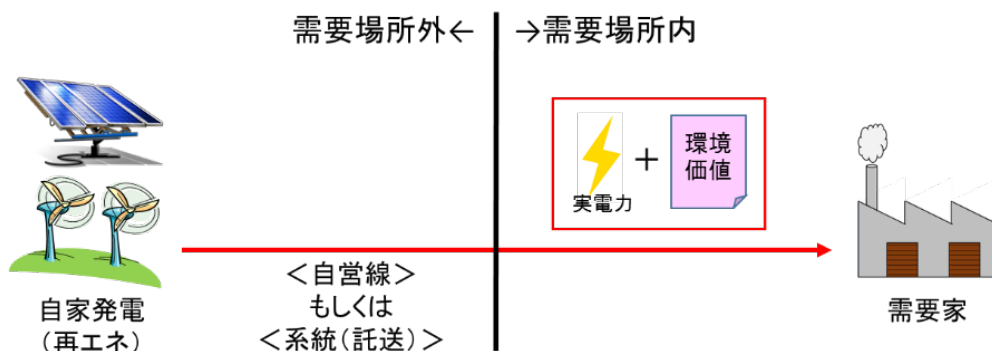 需要場所外← →需要場所内
環境
価値
+
実電力
<自営線>
もしくは
<系統(託送)>
自家発電
(再エネ)
需要家